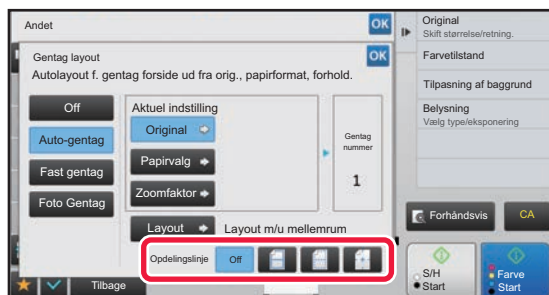 Andet
OK
Gentag layout
OK
Autolayout f. gentag forside ud fra orig., papirformat, forhold.
Off
Auto-gentag
Fast gentag
Foto Gentag
Aktuel indstilling
Original
Papirvalg
Zoomfaktor
Gentag
nummer
1
Layout
Layout m/u mellemrum
Opdelingslinje
Off
Tilbage
Original
Skift størrelse/retning.
Farvetilstand
Tilpasning af baggrund
Belysning
Vælg type/eksponering
Forhåndsvis
CA
S/H
Start
Farve
Start